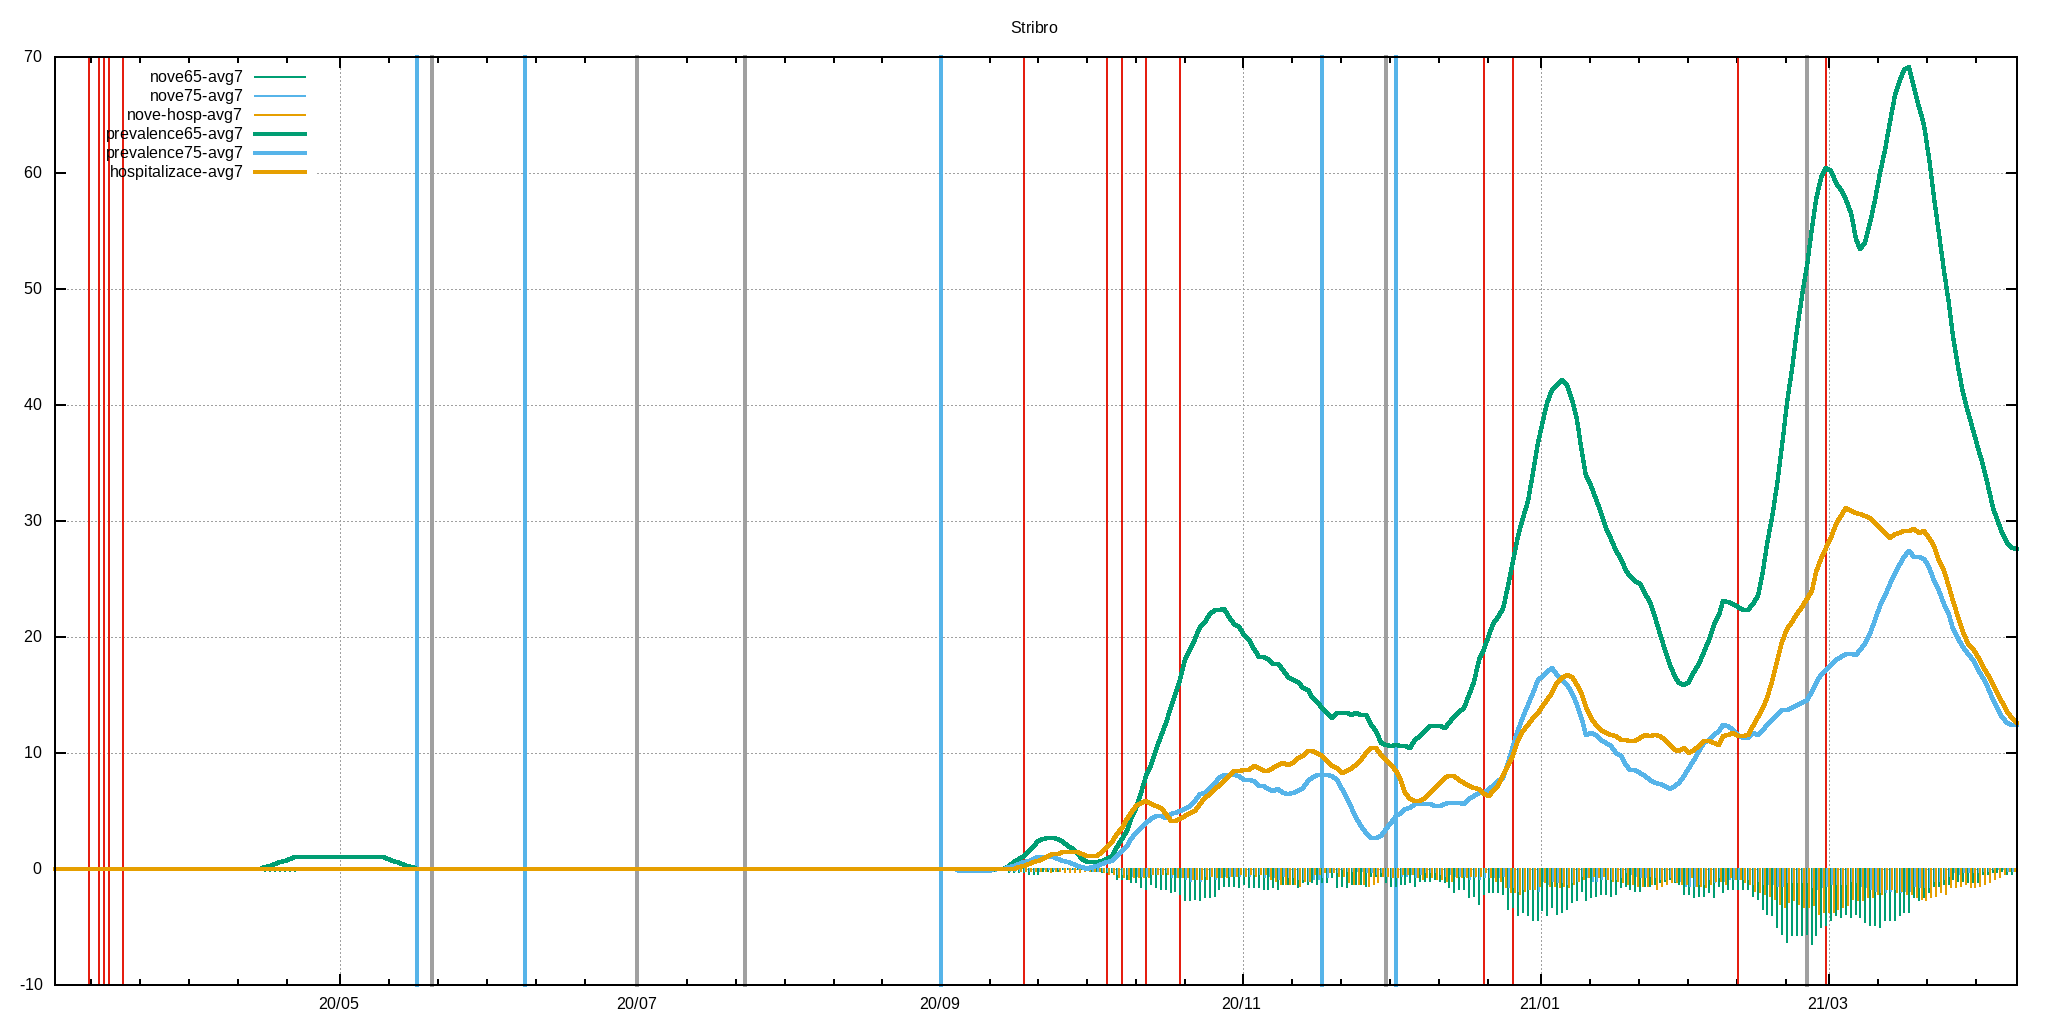 Stribro
70
nove65-avg7
nove75-avg7
nove-hosp-avg7
prevalence65-avg7
prevalence75-avg7
hospitalizace-avg7
60
50
40
30
20
10
0
-10
20/05
20/07
20/09
20/11
21/01
21/03